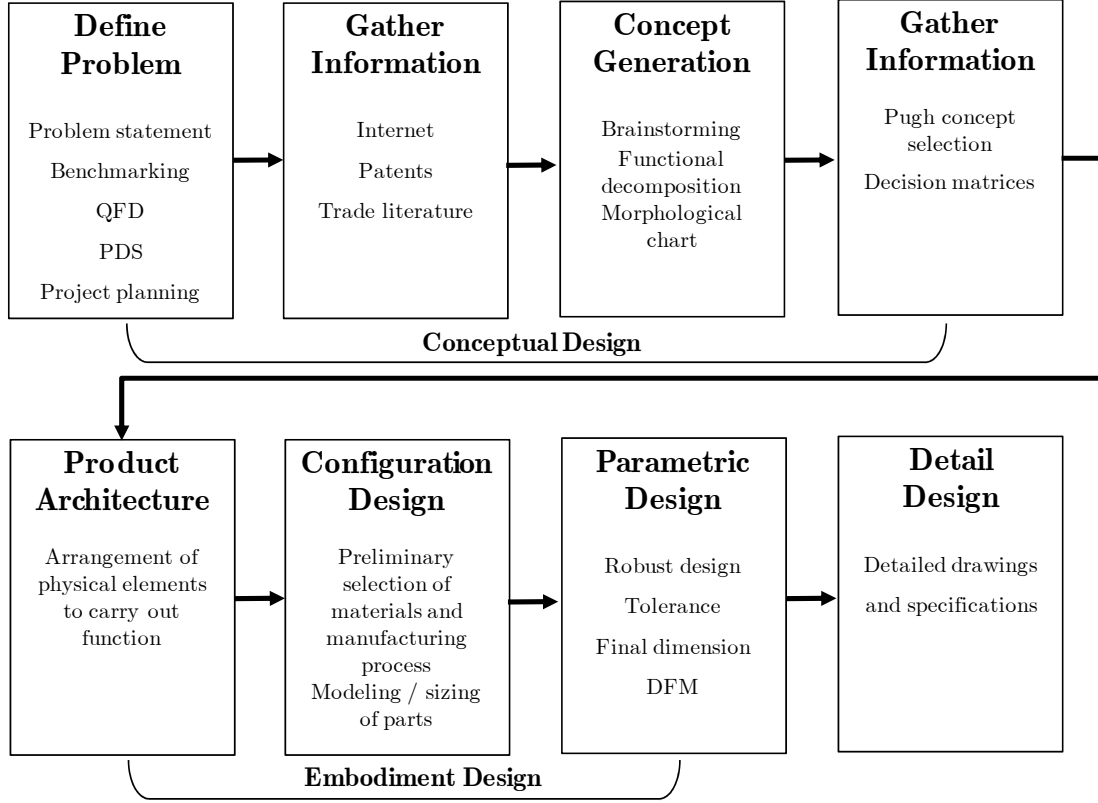 Define
Problem
Problem statement
Benchmarking
QFD
PDS
Project planning
Gather
Information
Internet
Patents
Trade literature
Concept
Generation
Brainstorming
Functional
decomposition
Morphological
chart
Gather
Information
Pugh concept
selection
Decision matrices
Conceptual Design
Product
Architecture
Arrangement of
physical elements
to carry out
function
Configuration
Design
Preliminary
selection of
materials and
manufacturing
process
Modeling / sizing
of parts
Parametric
Design
Robust design
Tolerance
Final dimension
DFM
Detail
Design
Detailed drawings
and specifications
Embodiment Design